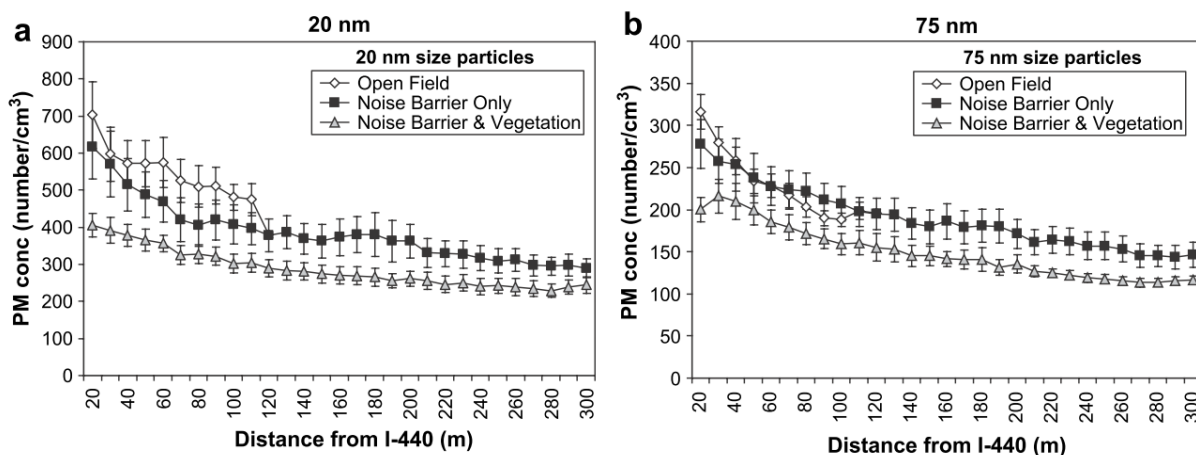 a
20 nm
20 nm size particles
Open Field
Noise Barrier Only
Noise Barrier & Vegetation
PM conc (number/cm³)
900
800
700
600
500
400
300
200
100
0
20 40 60 80 100 120 140 160 180 200 220 240 260 280 300
Distance from I-440 (m)
b
75 nm
75 nm size particles
Open Field
Noise Barrier Only
Noise Barrier & Vegetation
PM conc (number/cm³)
400
350
300
250
200
150
100
50
0
20 40 60 80 100 120 140 160 180 200 220 240 260 280 300
Distance from I-440 (m)